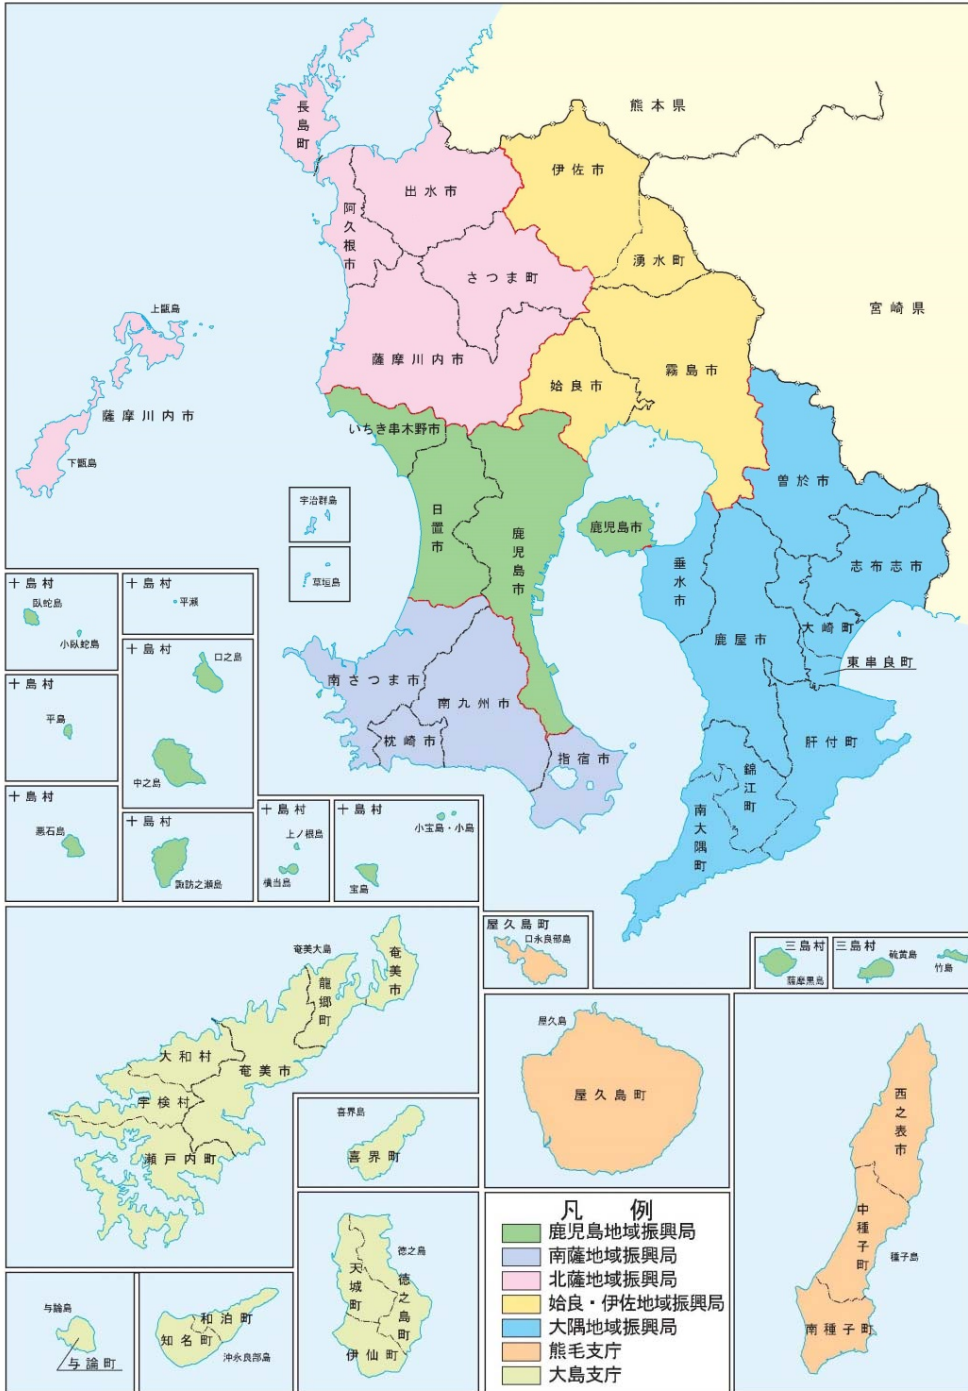 熊本県
長島町
伊佐市
出水市
阿久根市
湧水町
さつま町
宮崎県
上甑島
薩摩川内市
姶良市
霧島市
薩摩川内市
いちき串木野市
下甑島
曽於市
宇治群島
日置市
鹿児島市
鹿児島市
草垣島
垂水市
志布志市
大崎町
鹿屋市
東串良町
十島村
臥蛇島
小臥蛇島
十島村
平瀬
十島村
口之島
中之島
十島村
平島
南さつま市
南九州市
枕崎市
指宿市
肝付町
錦江町
南大隅町
十島村
悪石島
十島村
諏訪之瀬島
十島村
上ノ根島
横当島
十島村
小宝島・小島
宝島
屋久島町
口永良部島
三島村
薩摩黒島
三島村
硫黄島
竹島
奄美大島
奄美市
龍郷町
大和村
奄美市
宇検村
瀬戸内町
屋久島
屋久島町
西之表市
中種子町
種子島
南種子町
喜界島
喜界町
徳之島
天城町
徳之島町
伊仙町
与論島
与論町
和泊町
知名町
沖永良部島
凡例
鹿児島地域振興局
南薩地域振興局
北薩地域振興局
姶良・伊佐地域振興局
大隅地域振興局
熊毛支庁
大島支庁